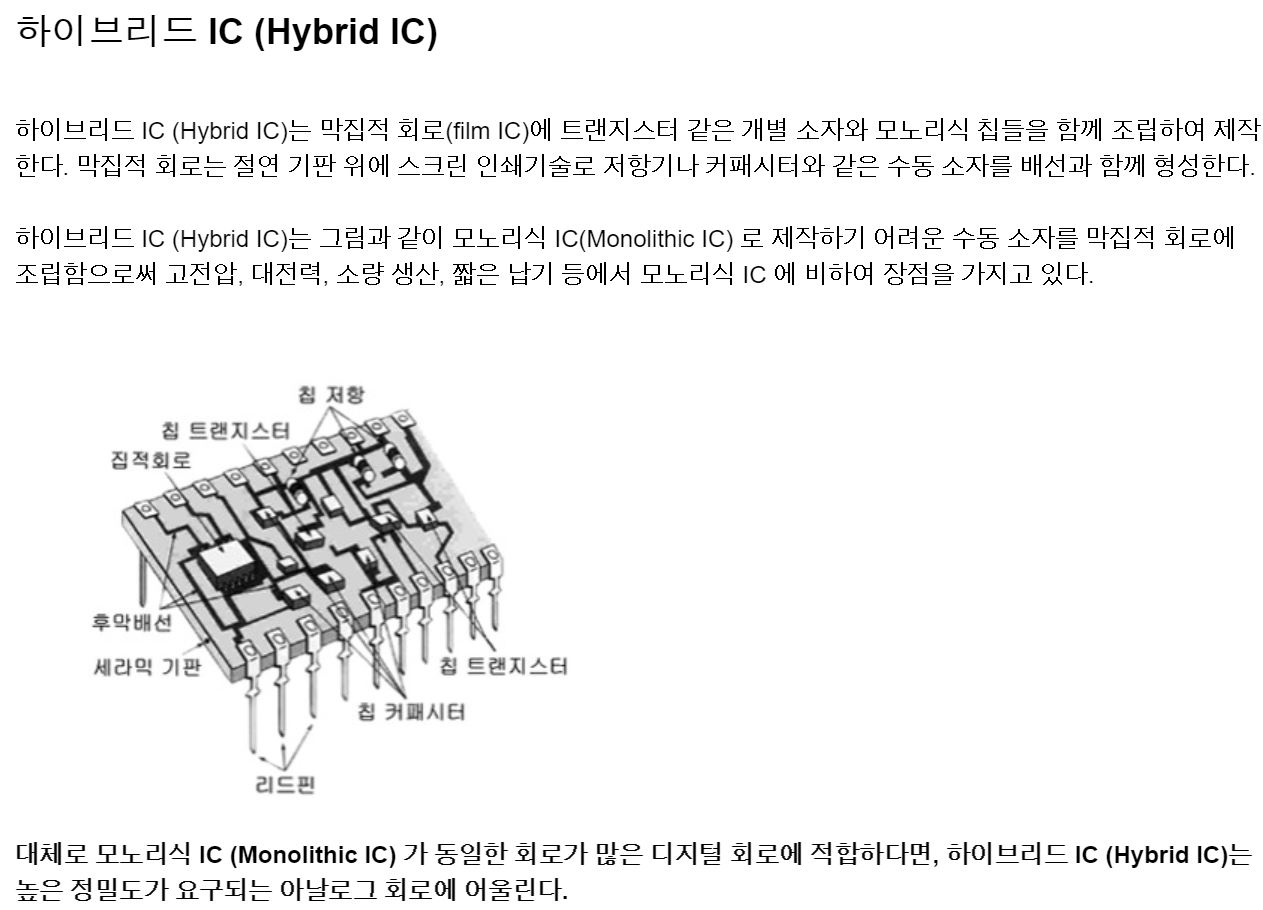 하이브리드 IC (Hybrid IC)
하이브리드 IC (Hybrid IC)는 막집적 회로(film IC)에 트랜지스터 같은 개별 소자와 모노리식 칩들을 함께 조립하여 제작
한다. 막집적 회로는 절연 기판 위에 스크린 인쇄기술로 저항기나 커패시터와 같은 수동 소자를 배선과 함께 형성한다.
하이브리드 IC (Hybrid IC)는 그림과 같이 모노리식 IC(Monolithic IC) 로 제작하기 어려운 수동 소자를 막집적 회로에
조립함으로써 고전압, 대전력, 소량 생산, 짧은 납기 등에서 모노리식 IC 에 비하여 장점을 가지고 있다.
칩 저항
칩 트랜지스터
집적회로
후막배선
세라믹 기판
칩 트랜지스터
칩 커패시터
리드핀
대체로 모노리식 IC (Monolithic IC) 가 동일한 회로가 많은 디지털 회로에 적합하다면, 하이브리드 IC (Hybrid IC)는
높은 정밀도가 요구되는 아날로그 회로에 어울린다.